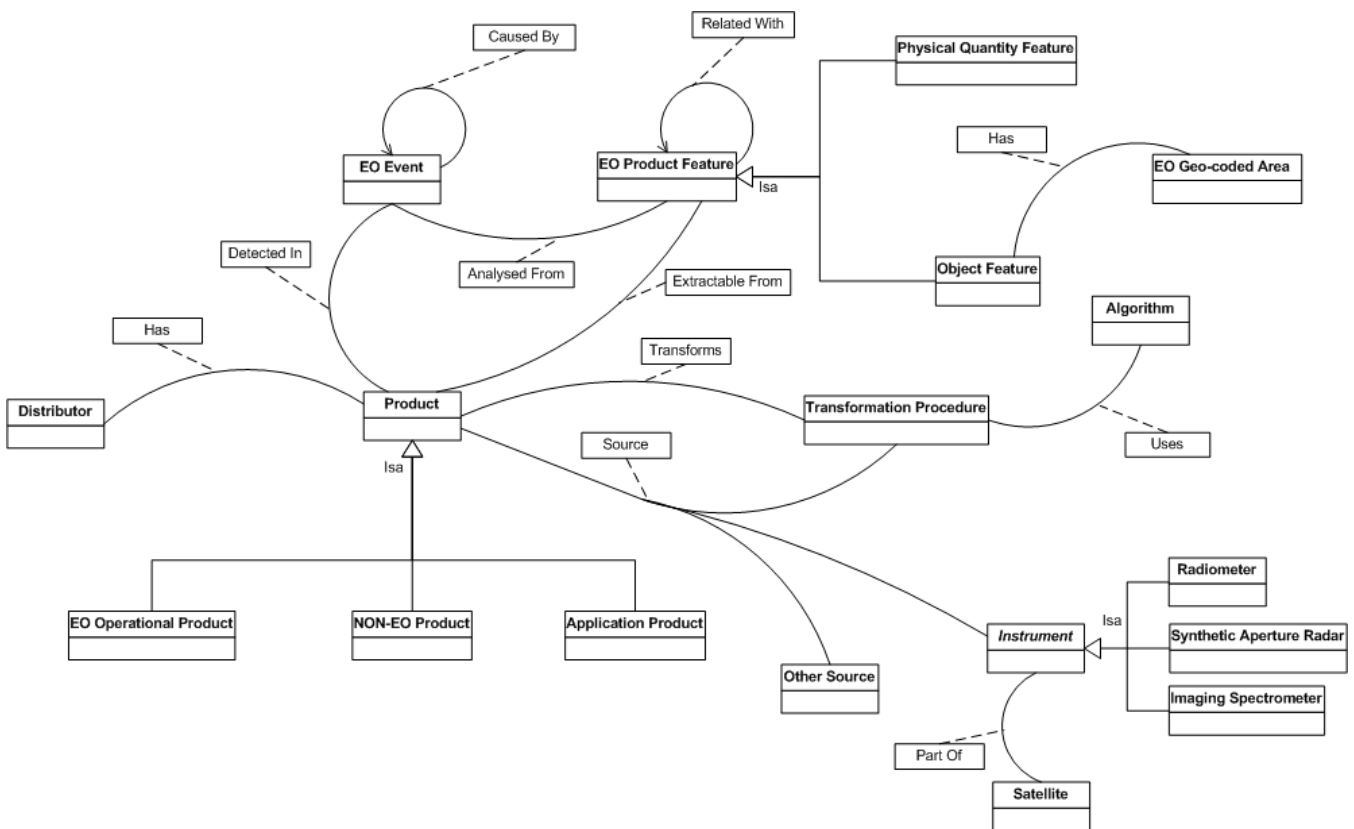 Related With
Caused By
Physical Quantity Feature
Has
EO Event
EO Product Feature
EO Geo-coded Area
Isa
Detected In
Analysed From
Extractable From
Object Feature
Algorithm
Has
Transforms
Distributor
Product
Transformation Procedure
Source
Uses
Isa
Radiometer
EO Operational Product
NON-EO Product
Application Product
Isa
Instrument
Synthetic Aperture Radar
Other Source
Imaging Spectrometer
Part Of
Satellite